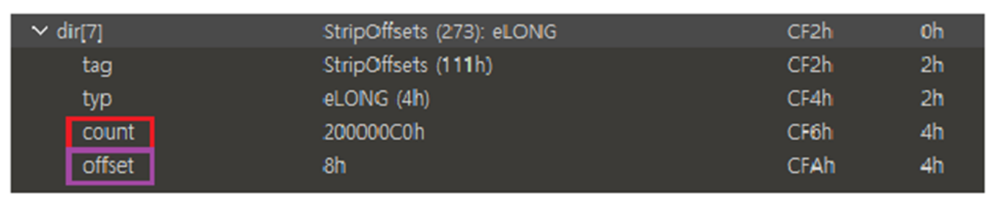 dir[7] StripOffsets (273): eLONG CF2h 0h
tag StripOffsets (111h) CF2h 2h
typ eLONG (4h) CF4h 2h
count 200000C0h CF6h 4h
offset 8h CFAh 4h